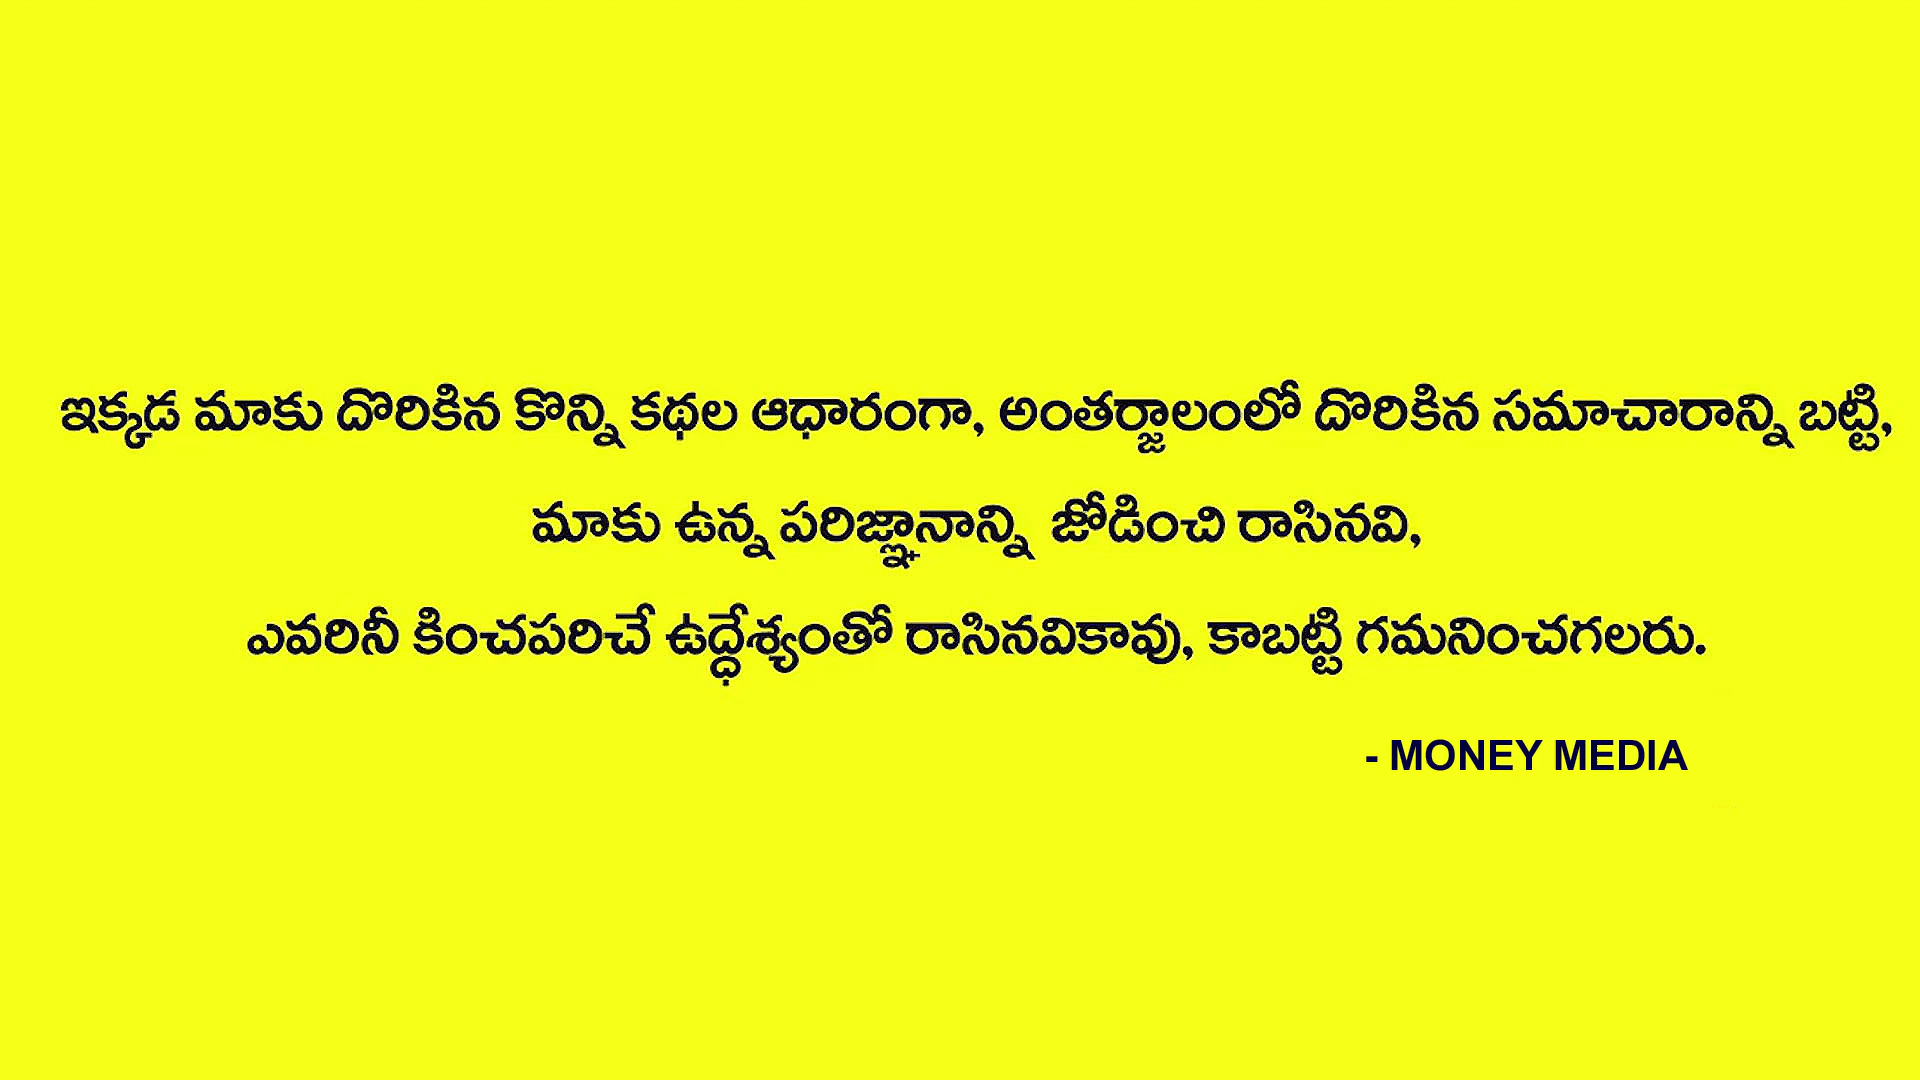 ఇక్కడ మాకు దొరికిన కొన్ని కథల ఆధారంగా, అంతర్జాలంలో దొరికిన సమాచారాన్ని బట్టి,
మాకు ఉన్న పరిజ్ఞానాన్ని జోడించి రాసినవి,
ఎవరినీ కించపరిచే ఉద్ధేశ్యంతో రాసినవికావు, కాబట్టి గమనించగలరు.
- MONEY MEDIA